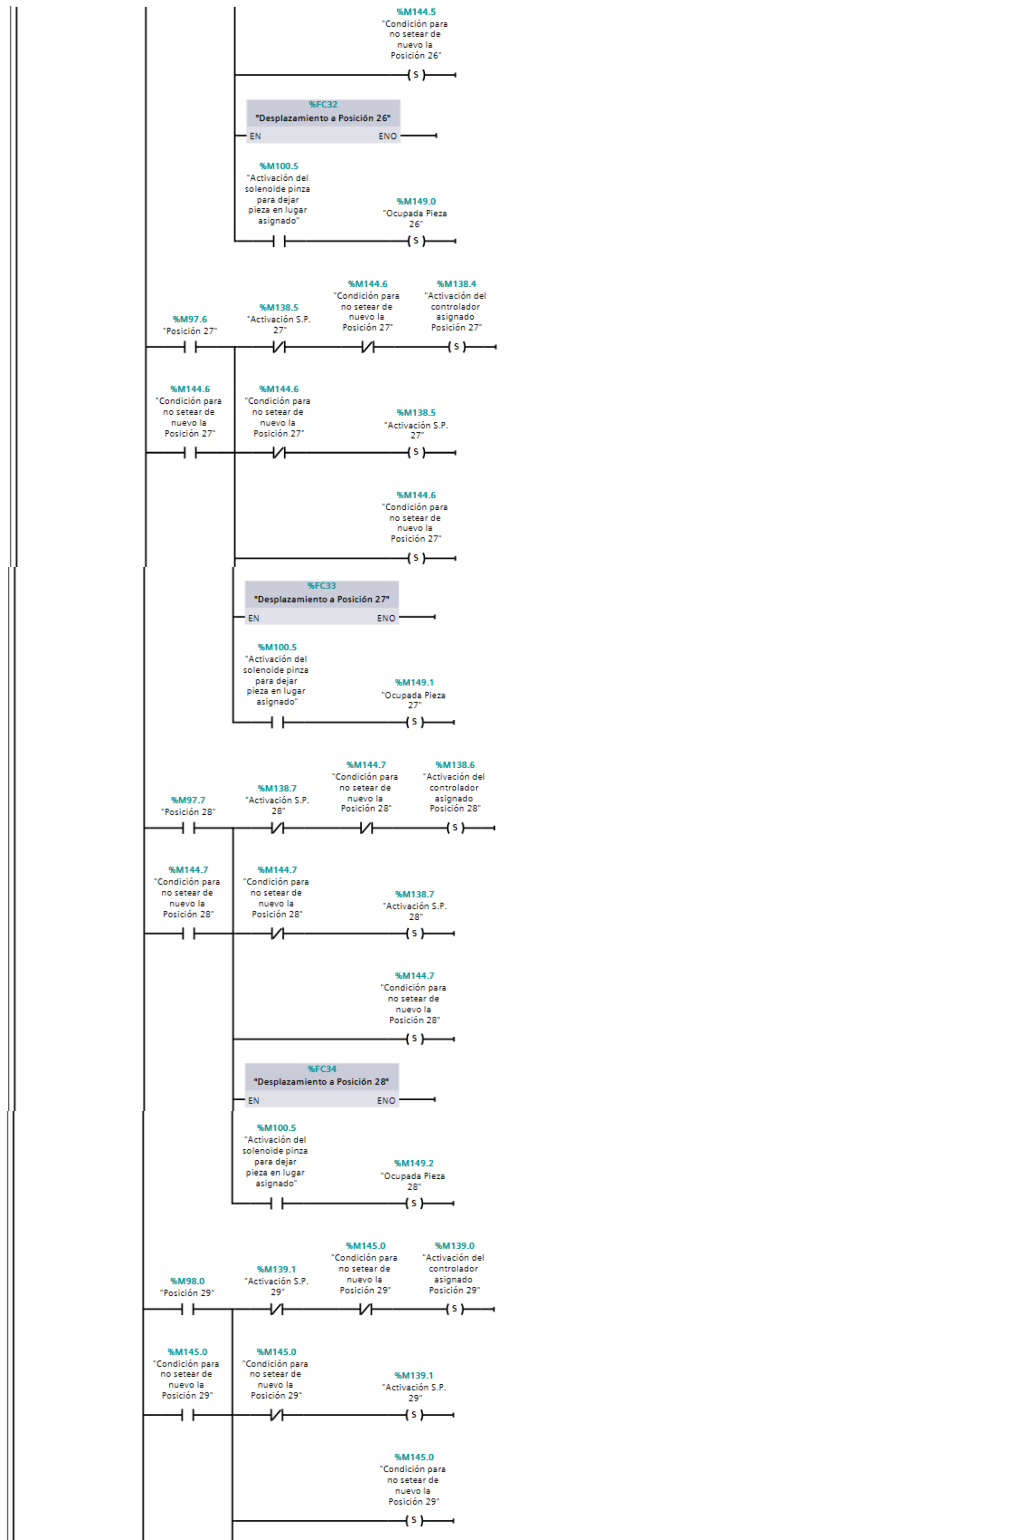 %M144.5
"Condición para
no setear de
nuevo la
Posición 26"
S
%FC32
"Desplazamiento a Posición 26"
EN ENO
%M100.5
"Activación del
solenoide pinza
para dejar
pieza en lugar
asignado"
%M149.0
"Ocupada Pieza
26"
S
%M97.6
"Posición 27"
%M138.5
"Activación S.P.
27"
%M144.6
"Condición para
no setear de
nuevo la
Posición 27"
%M138.4
"Activación del
controlador
asignado
Posición 27"
S
%M144.6
"Condición para
no setear de
nuevo la
Posición 27"
%M144.6
"Condición para
no setear de
nuevo la
Posición 27"
%M138.5
"Activación S.P.
27"
S
%M144.6
"Condición para
no setear de
nuevo la
Posición 27"
S
%FC33
"Desplazamiento a Posición 27"
EN ENO
%M100.5
"Activación del
solenoide pinza
para dejar
pieza en lugar
asignado"
%M149.1
"Ocupada Pieza
27"
S
%M97.7
"Posición 28"
%M138.7
"Activación S.P.
28"
%M144.7
"Condición para
no setear de
nuevo la
Posición 28"
%M138.6
"Activación del
controlador
asignado
Posición 28"
S
%M144.7
"Condición para
no setear de
nuevo la
Posición 28"
%M144.7
"Condición para
no setear de
nuevo la
Posición 28"
%M138.7
"Activación S.P.
28"
S
%M144.7
"Condición para
no setear de
nuevo la
Posición 28"
S
%FC34
"Desplazamiento a Posición 28"
EN ENO
%M100.5
"Activación del
solenoide pinza
para dejar
pieza en lugar
asignado"
%M149.2
"Ocupada Pieza
28"
S
%M98.0
"Posición 29"
%M139.1
"Activación S.P.
29"
%M145.0
"Condición para
no setear de
nuevo la
Posición 29"
%M139.0
"Activación del
controlador
asignado
Posición 29"
S
%M145.0
"Condición para
no setear de
nuevo la
Posición 29"
%M145.0
"Condición para
no setear de
nuevo la
Posición 29"
%M139.1
"Activación S.P.
29"
S
%M145.0
"Condición para
no setear de
nuevo la
Posición 29"
S